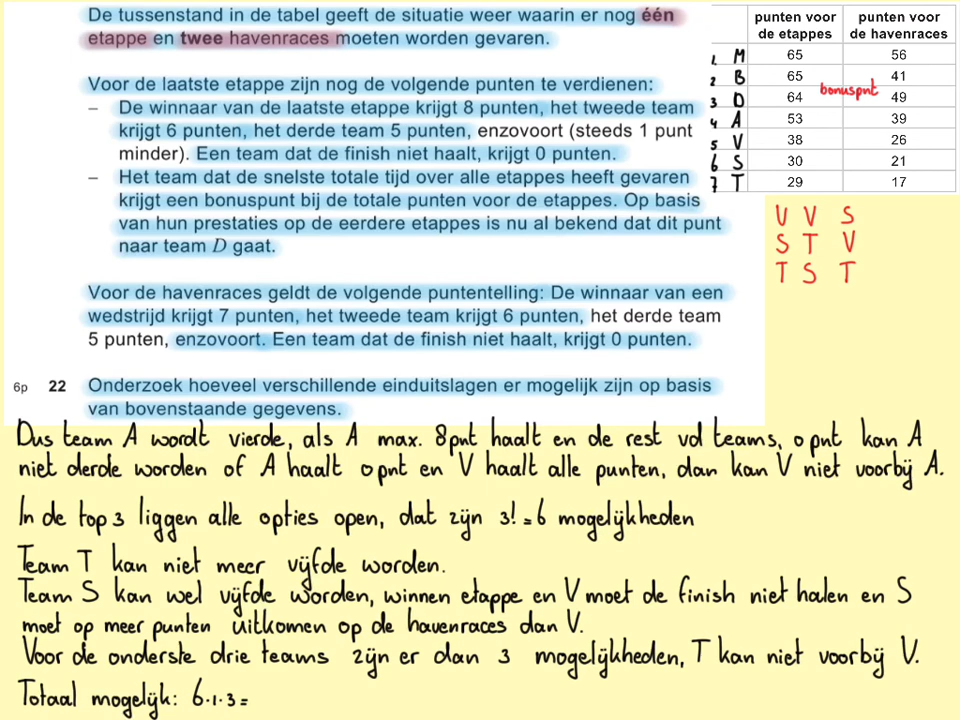 De tussenstand in de tabel geeft de situatie weer waarin er nog één
etappe en twee havenraces moeten worden gevaren.
Voor de laatste etappe zijn nog de volgende punten te verdienen:
– De winnaar van de laatste etappe krijgt 8 punten, het tweede team
krijgt 6 punten, het derde team 5 punten, enzovoort (steeds 1 punt
minder). Een team dat de finish niet haalt, krijgt 0 punten.
– Het team dat de snelste totale tijd over alle etappes heeft gevaren
krijgt een bonuspunt bij de totale punten voor de etappes. Op basis
van hun prestaties op de eerdere etappes is nu al bekend dat dit punt
naar team D gaat.
Voor de havenraces geldt de volgende puntentelling: De winnaar van een
wedstrijd krijgt 7 punten, het tweede team krijgt 6 punten, het derde team
5 punten, enzovoort. Een team dat de finish niet haalt, krijgt 0 punten.
6p 22 Onderzoek hoeveel verschillende einduitslagen er mogelijk zijn op basis
van bovenstaande gegevens.
punten voor punten voor
de etappes de havenraces
1 M 65 56
2 B 65 41
3 D 64 bonuspnt 49
4 A 53 39
5 V 38 26
6 S 30 21
7 T 29 17
V V S
S T V
T S T
Dus team A wordt vierde, als A max. 8pnt haalt en de rest vd teams, 0 pnt kan A
niet derde worden of A haalt 0 pnt en V haalt alle punten, dan kan V niet voorbij A.
In de top 3 liggen alle opties open, dat zijn 3! = 6 mogelijkheden
Team T kan niet meer vijfde worden.
Team S kan wel vijfde worden, winnen etappe en V moet de finish niet halen en S
moet op meer punten uitkomen op de havenraces dan V.
Voor de onderste drie teams zijn er dan 3 mogelijkheden, T kan niet voorbij V.
Totaal mogelijk: 6·1·3=